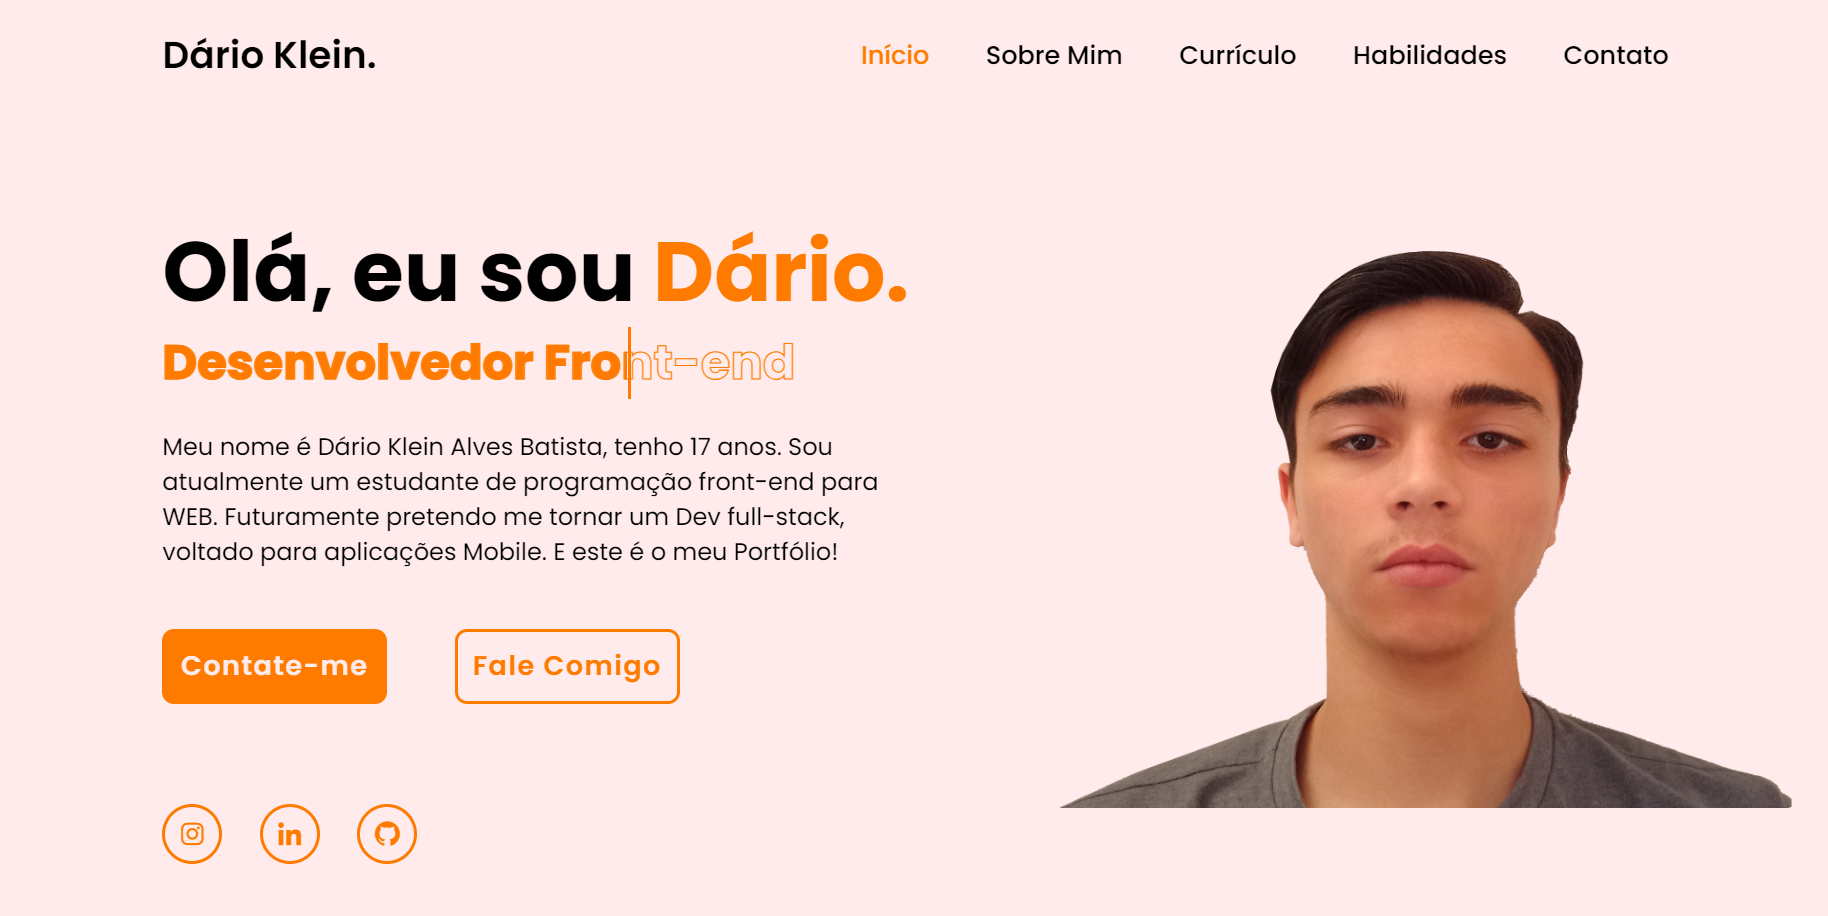 Dário Klein.
Início
Sobre Mim
Currículo
Habilidades
Contato
Olá, eu sou Dário.
Desenvolvedor Front-end
Meu nome é Dário Klein Alves Batista, tenho 17 anos. Sou
atualmente um estudante de programação front-end para
WEB. Futuramente pretendo me tornar um Dev full-stack,
voltado para aplicações Mobile. E este é o meu Portfólio!
Contate-me
Fale Comigo
in